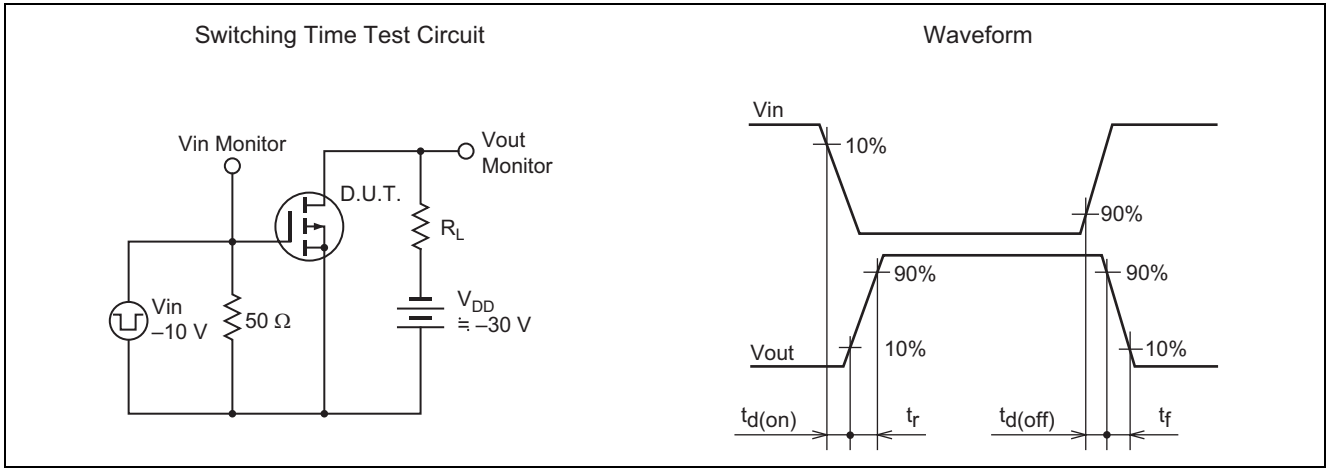 Switching Time Test Circuit
Vin Monitor
D.U.T.
Vout
Monitor
RL
Vin
–10 V
50 Ω
VDD
≒ –30 V
Waveform
Vin
10%
90%
90%
90%
Vout
10%
10%
td(on)
tr
td(off)
tf